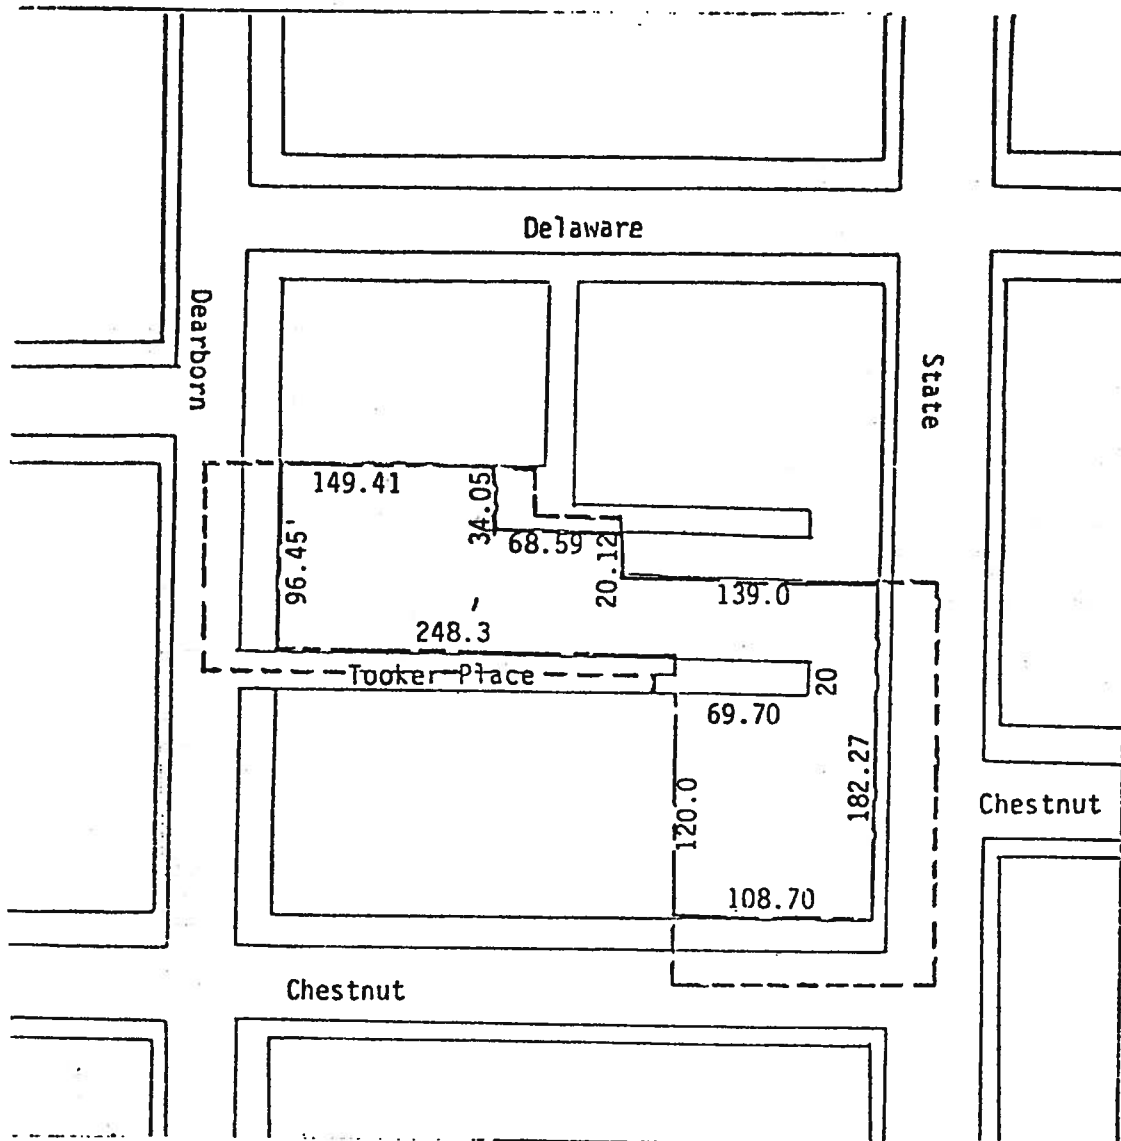 Delaware
Dearborn
State
149.41
34.05
68.59
20.12
96.45'
139.0
248.3
Tooker Place
20
69.70
182.27
120.0
Chestnut
108.70
Chestnut